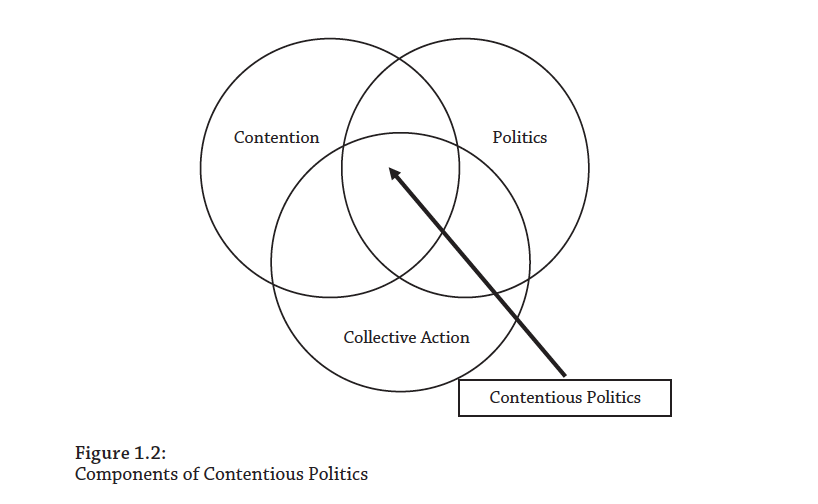 Contention
Politics
Collective Action
Contentious Politics
Figure 1.2:
Components of Contentious Politics